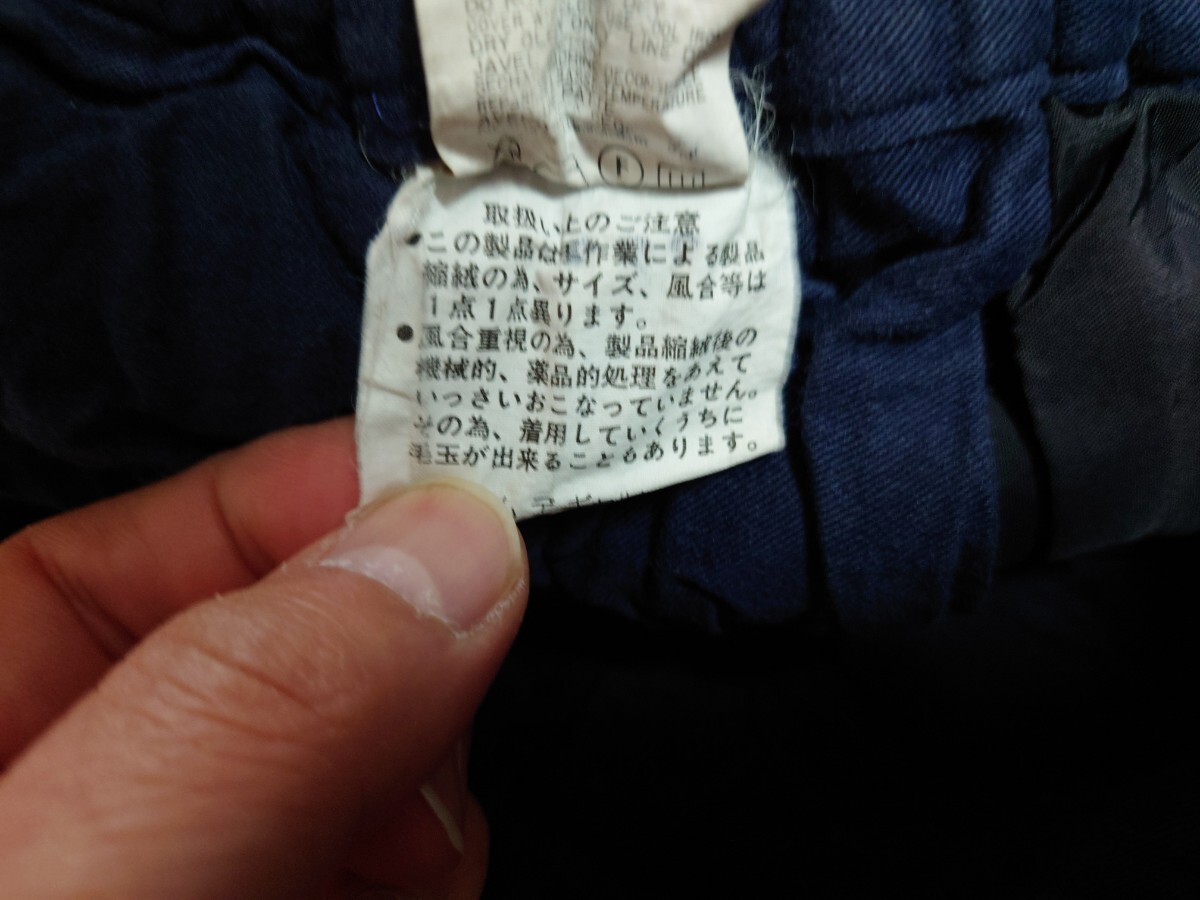 DO
COVER
DRY LINE
TEMPERATURE
取扱い上のご注意
●この製品は手作業による製品
縮絨の為、サイズ、風合等は
1点1点異ります。
●風合重視の為、製品縮絨後の
機械的、薬品的処理をあえて
いっさいおこなっていません。
その為、着用していくうちに
毛玉が出来ることもあります。